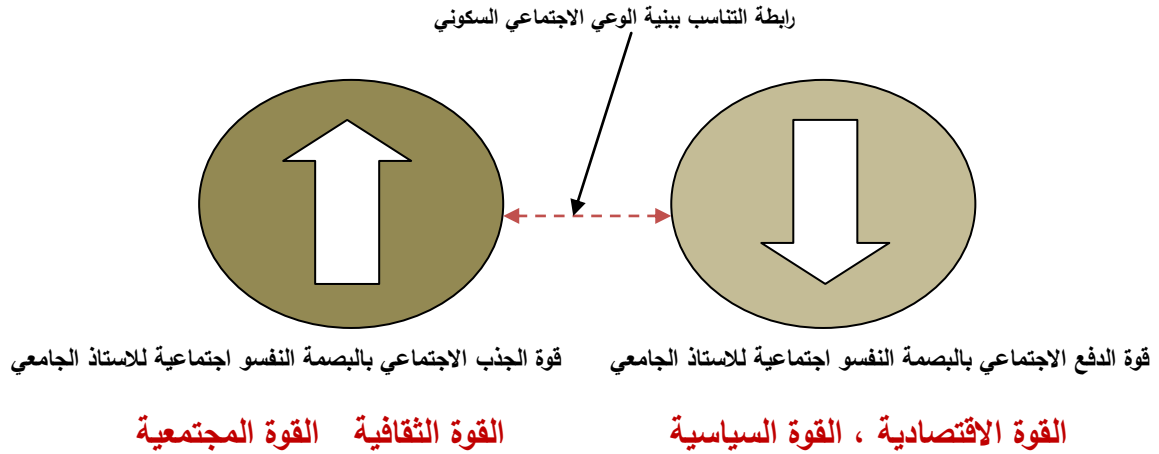 رابطة التناسب ببنية الوعي الاجتماعي السكوني
قوة الدفع الاجتماعي بالبصمة النفسو اجتماعية للاستاذ الجامعي
قوة الجذب الاجتماعي بالبصمة النفسو اجتماعية للاستاذ الجامعي
القوة الاقتصادية ، القوة السياسية
القوة الثقافية القوة المجتمعية